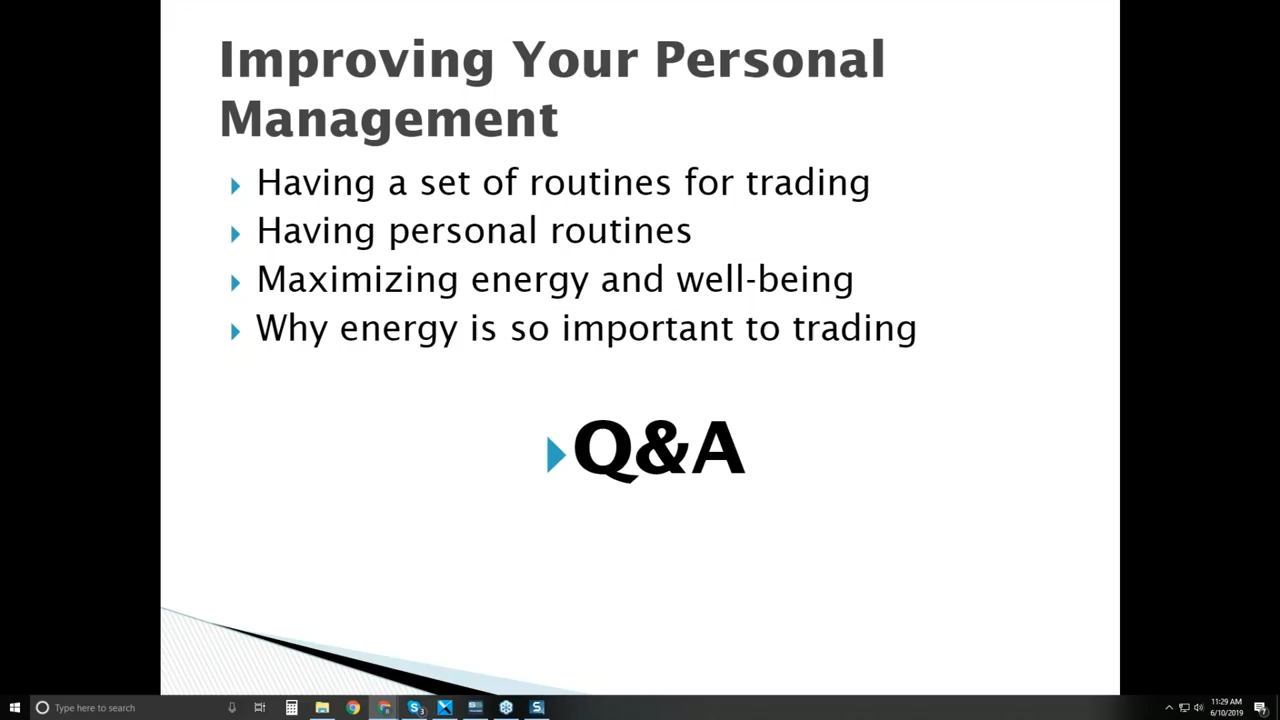 Improving Your Personal
Management
Having a set of routines for trading
Having personal routines
Maximizing energy and well-being
Why energy is so important to trading
Q&A
Type here to search
11:29 AM
6/10/2019